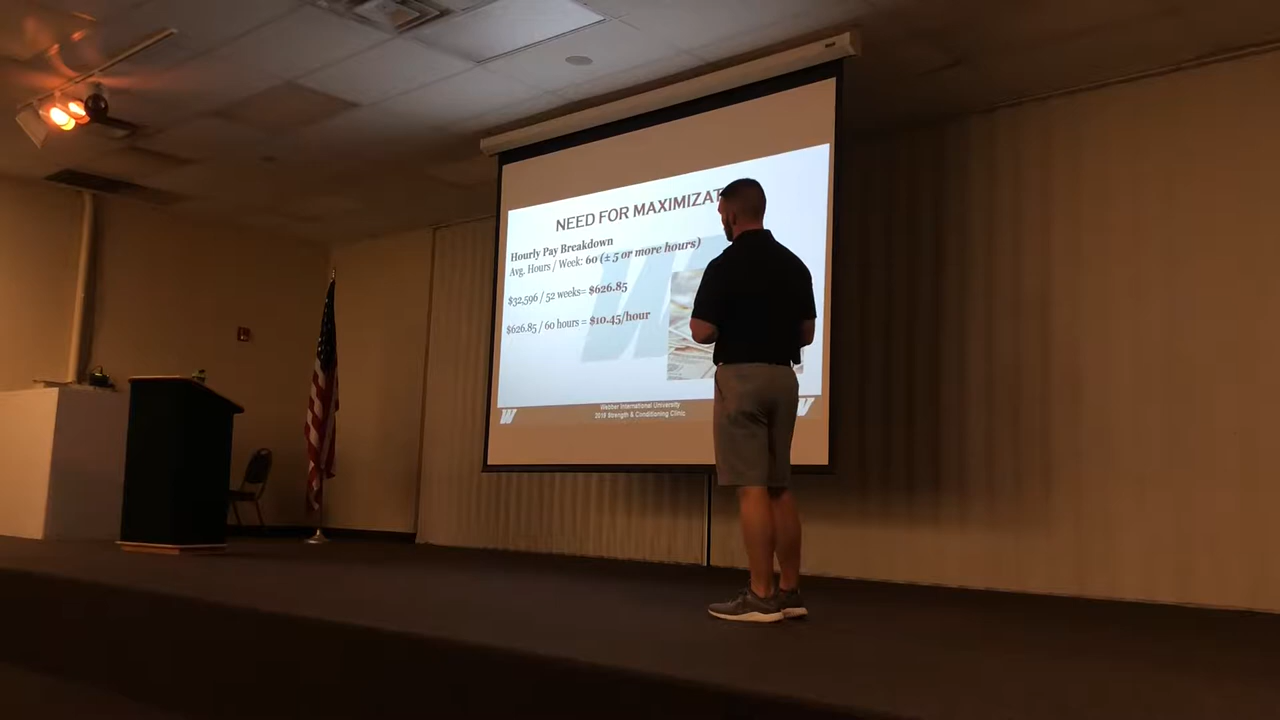 NEED FOR MAXIMIZAT
Hourly Pay Breakdown
Avg. Hours / Week: 60 (± 5 or more hours)
$32,596 / 52 weeks= $626.85
$626.85 / 60 hours = $10.45/hour
W
Webber International University
2019 Strength & Conditioning Clinic
W